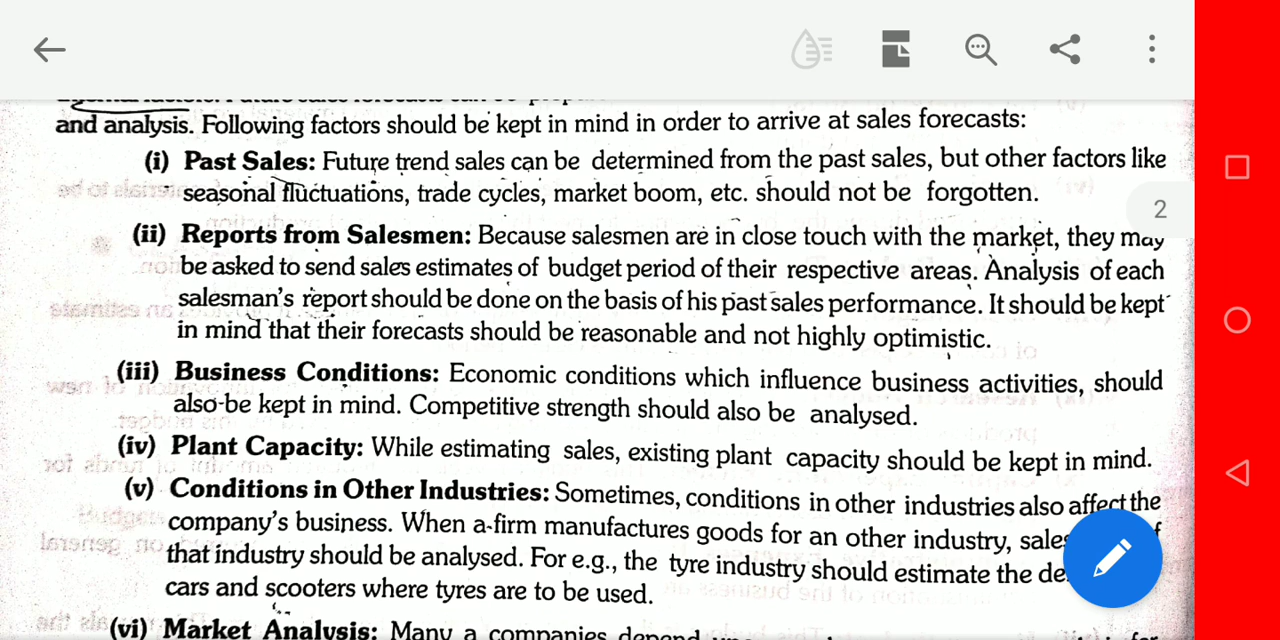 and analysis. Following factors should be kept in mind in order to arrive at sales forecasts:
(i) Past Sales: Future trend sales can be determined from the past sales, but other factors like
seasonal fluctuations, trade cycles, market boom, etc. should not be forgotten.
2
(ii) Reports from Salesmen: Because salesmen are in close touch with the market, they may
be asked to send sales estimates of budget period of their respective areas. Analysis of each
salesman's report should be done on the basis of his past sales performance. It should be kept
in mind that their forecasts should be reasonable and not highly optimistic.
(iii) Business Conditions: Economic conditions which influence business activities, should
also be kept in mind. Competitive strength should also be analysed.
(iv) Plant Capacity: While estimating sales, existing plant capacity should be kept in mind.
(v) Conditions in Other Industries: Sometimes, conditions in other industries also affect the
company's business. When a firm manufactures goods for an other industry, sales
that industry should be analysed. For e.g., the tyre industry should estimate the
cars and scooters where tyres are to be used.
(vi) Market Analysis: Many a companies depend